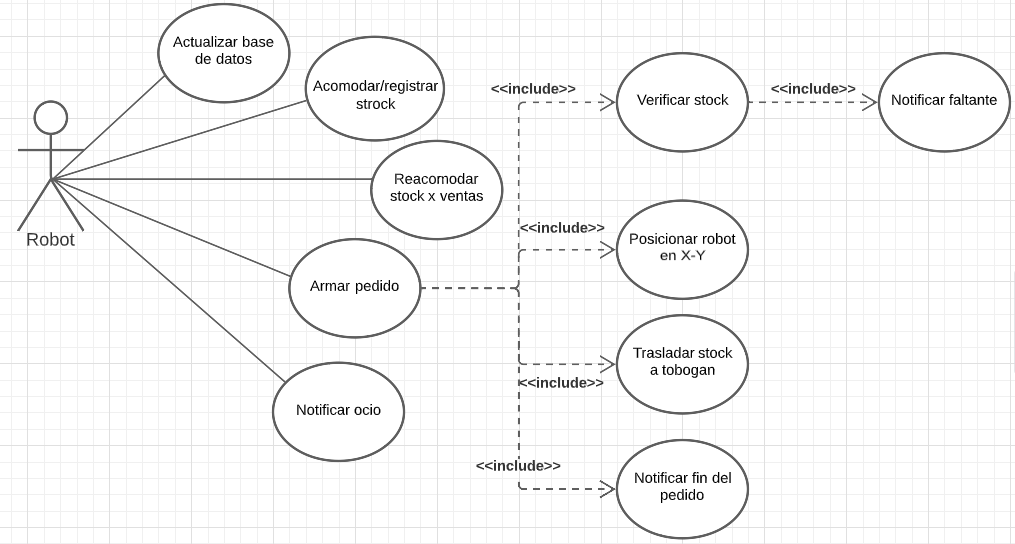 Actualizar base
de datos
Acomodar/registrar
strock
Reacomodar
stock x ventas
Robot
Armar pedido
Notificar ocio
<<include>>
Verificar stock
<<include>>
Notificar faltante
<<include>>
Posicionar robot
en X-Y
Trasladar stock
a tobogan
<<include>>
<<include>>
Notificar fin del
pedido